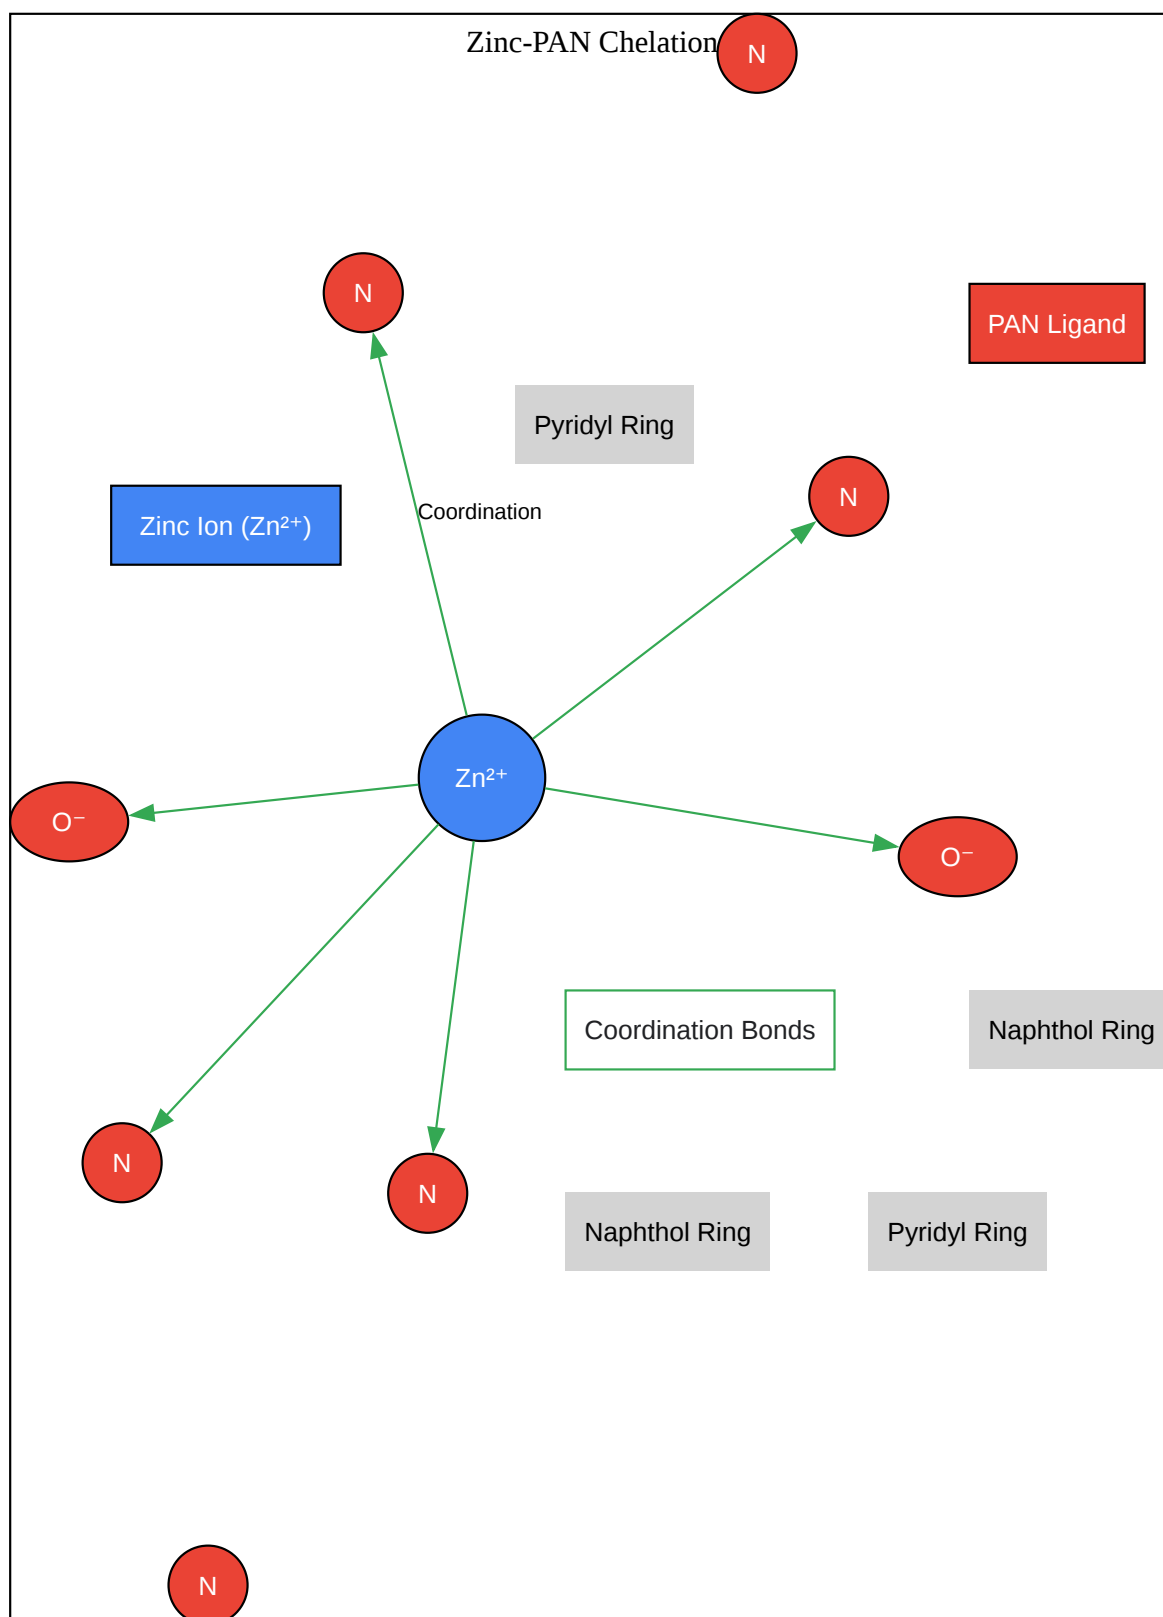 Zinc-PAN Chelation
N
N
PAN Ligand
Pyridyl Ring
N
Coordination
Zinc Ion (Zn²⁺)
Zn²⁺
O⁻
O⁻
Coordination Bonds
Naphthol Ring
N
N
Naphthol Ring
Pyridyl Ring
N